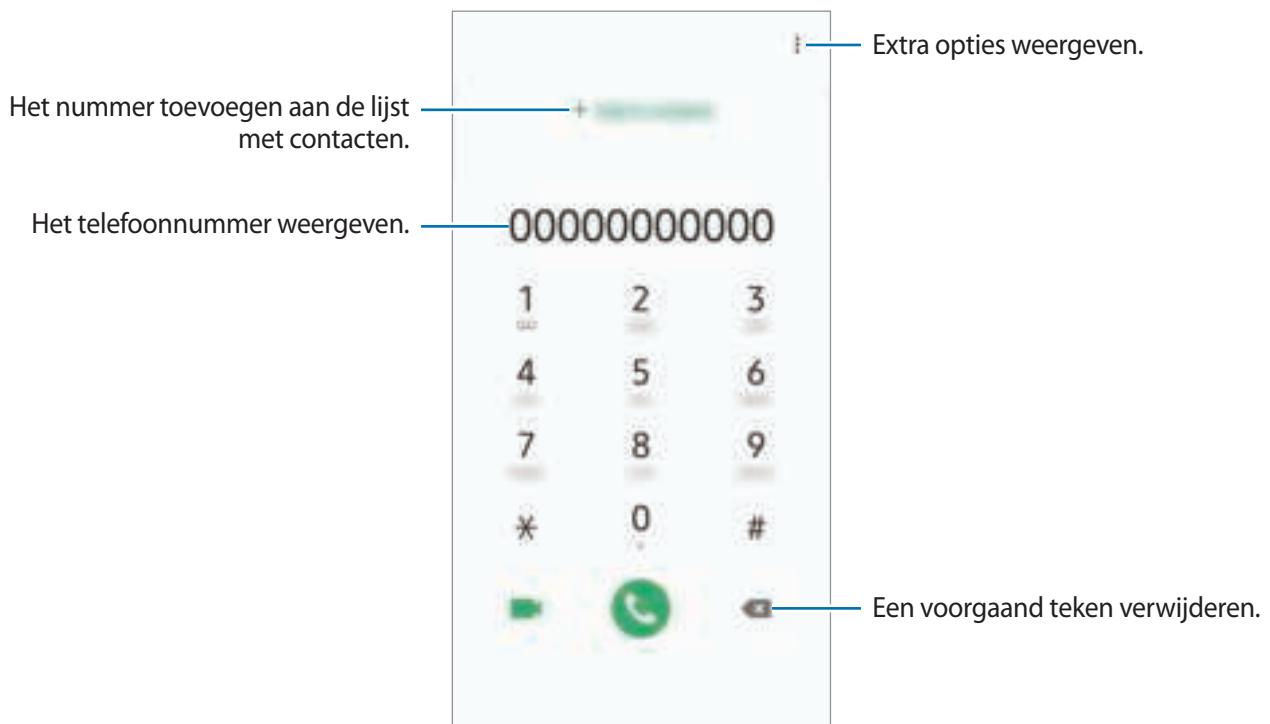 Extra opties weergeven.
Het nummer toevoegen aan de lijst
met contacten.
+
Het telefoonnummer weergeven.
00000000000
1 2 3
4 5 6
7 8 9
* 0 #
Een voorgaand teken verwijderen.